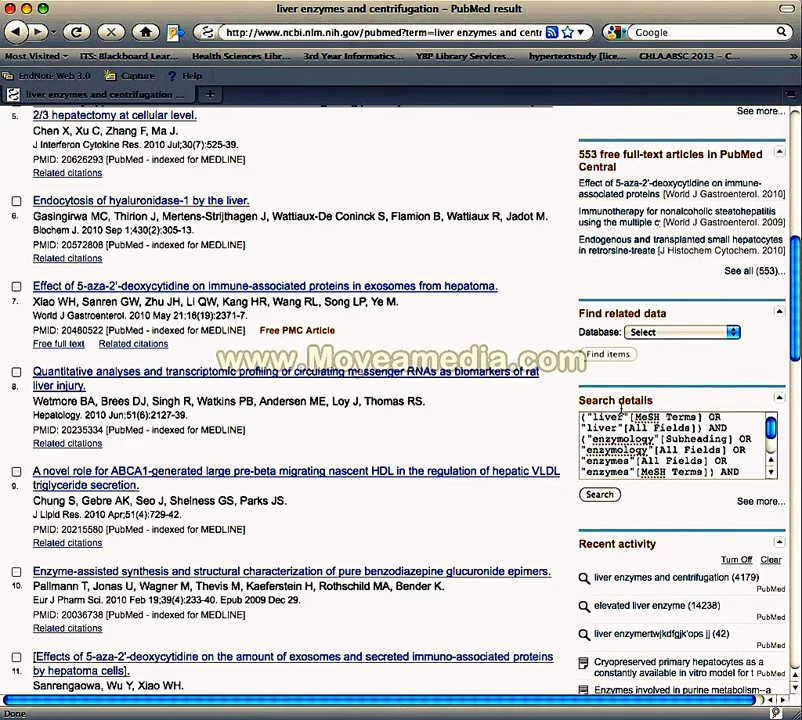 liver enzymes and centrifugation – PubMed result
http://www.ncbi.nlm.nih.gov/pubmed?term=liver enzymes and centr
Google
Most Visited ITS: Blackboard Lear... Health Sciences Libr... 3rd Year Informatics... YBP Library Services... hypertextstudy [lice... CHLA.ABSC 2013 – C... »
EndNote Web 3.0 Capture ? Help
liver enzymes and centrifugation ...
5. 2/3 hepatectomy at cellular level.
Chen X, Xu C, Zhang F, Ma J.
J Interferon Cytokine Res. 2010 Jul;30(7):525-39.
PMID: 20626293 [PubMed - indexed for MEDLINE]
Related citations
Endocytosis of hyaluronidase-1 by the liver.
6. Gasingirwa MC, Thirion J, Mertens-Strijthagen J, Wattiaux-De Coninck S, Flamion B, Wattiaux R, Jadot M.
Biochem J. 2010 Sep 1;430(2):305-13.
PMID: 20572808 [PubMed - indexed for MEDLINE]
Related citations
Effect of 5-aza-2'-deoxycytidine on immune-associated proteins in exosomes from hepatoma.
7. Xiao WH, Sanren GW, Zhu JH, Li QW, Kang HR, Wang RL, Song LP, Ye M.
World J Gastroenterol. 2010 May 21;16(19):2371-7.
PMID: 20480522 [PubMed - indexed for MEDLINE] Free PMC Article
Free full text Related citations
Quantitative analyses and transcriptomic profiling of circulating messenger RNAs as biomarkers of rat
8. liver injury.
Wetmore BA, Brees DJ, Singh R, Watkins PB, Andersen ME, Loy J, Thomas RS.
Hepatology. 2010 Jun;51(6):2127-39.
PMID: 20235334 [PubMed - indexed for MEDLINE]
Related citations
A novel role for ABCA1-generated large pre-beta migrating nascent HDL in the regulation of hepatic VLDL
9. triglyceride secretion.
Chung S, Gebre AK, Seo J, Shelness GS, Parks JS.
J Lipid Res. 2010 Apr;51(4):729-42.
PMID: 20215580 [PubMed - indexed for MEDLINE]
Related citations
Enzyme-assisted synthesis and structural characterization of pure benzodiazepine glucuronide epimers.
10. Pallmann T, Jonas U, Wagner M, Thevis M, Kaeferstein H, Rothschild MA, Bender K.
Eur J Pharm Sci. 2010 Feb 19;39(4):233-40. Epub 2009 Dec 29.
PMID: 20036738 [PubMed - indexed for MEDLINE]
Related citations
[Effects of 5-aza-2'-deoxycytidine on the amount of exosomes and secreted immuno-associated proteins
11. by hepatoma cells].
Sanrengaowa, Wu Y, Xiao WH.
See more...
553 free full-text articles in PubMed
Central
Effect of 5-aza-2'-deoxycytidine on immune-
associated proteins [World J Gastroenterol. 2010]
Immunotherapy for nonalcoholic steatohepatitis
using the multiple c [World J Gastroenterol. 2009]
Endogenous and transplanted small hepatocytes
in retrorsine-treate [J Histochem Cytochem. 2010]
See all (553)...
Find related data
Database: Select
Find items
www.Moveamedia.com
Search details
("liver"[MeSH Terms] OR
"liver"[All Fields]) AND
("enzymology"[Subheading] OR
"enzymology"[All Fields] OR
"enzymes"[All Fields] OR
"enzymes"[MeSH Terms]) AND
Search
See more...
Recent activity
Turn Off Clear
liver enzymes and centrifugation (4179)
PubMed
elevated liver enzyme (14238)
PubMed
liver enzymertwjkdfgjk'ops jj (42)
PubMed
Cryopreserved primary hepatocytes as a
constantly available in vitro model for t PubMed
Enzymes involved in purine metabolism--a
Done